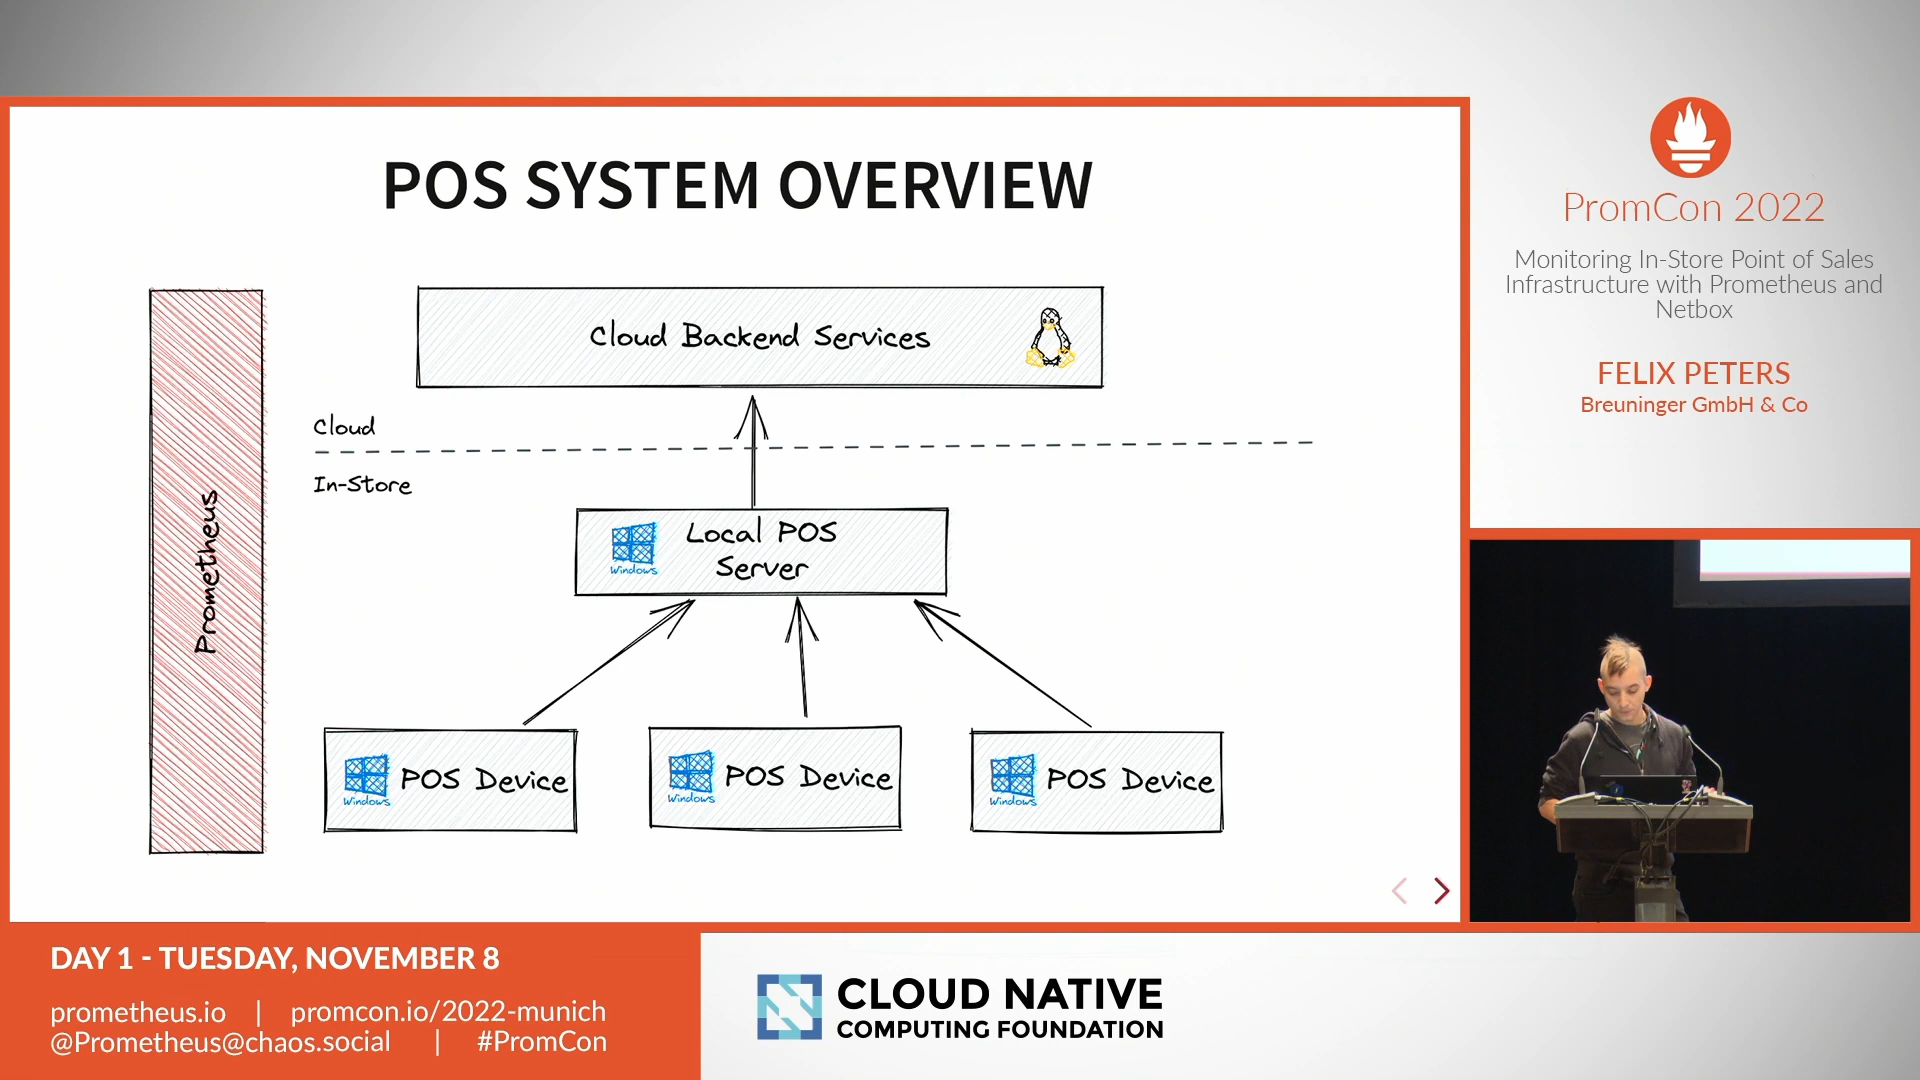 POS SYSTEM OVERVIEW
Prometheus
Cloud Backend Services
Cloud
In-Store
Windows
Local POS
Server
Windows
POS Device
Windows
POS Device
Windows
POS Device
PromCon 2022
Monitoring In-Store Point of Sales
Infrastructure with Prometheus and
Netbox
FELIX PETERS
Breuninger GmbH & Co
DAY 1 - TUESDAY, NOVEMBER 8
prometheus.io | promcon.io/2022-munich
@Prometheus@chaos.social | #PromCon
CLOUD NATIVE
COMPUTING FOUNDATION